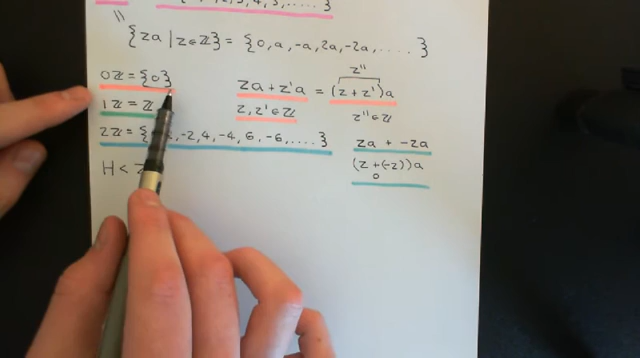 {za | z∈ℤ} = {0, a, -a, 2a, -2a, ....}
0ℤ = {0}
1ℤ = ℤ
2ℤ = { -2, 4, -4, 6, -6, ....}
H <
z''
za + z'a = (z + z')a
z, z' ∈ ℤ z'' ∈ ℤ
za + -za
(z + (-z))a
0